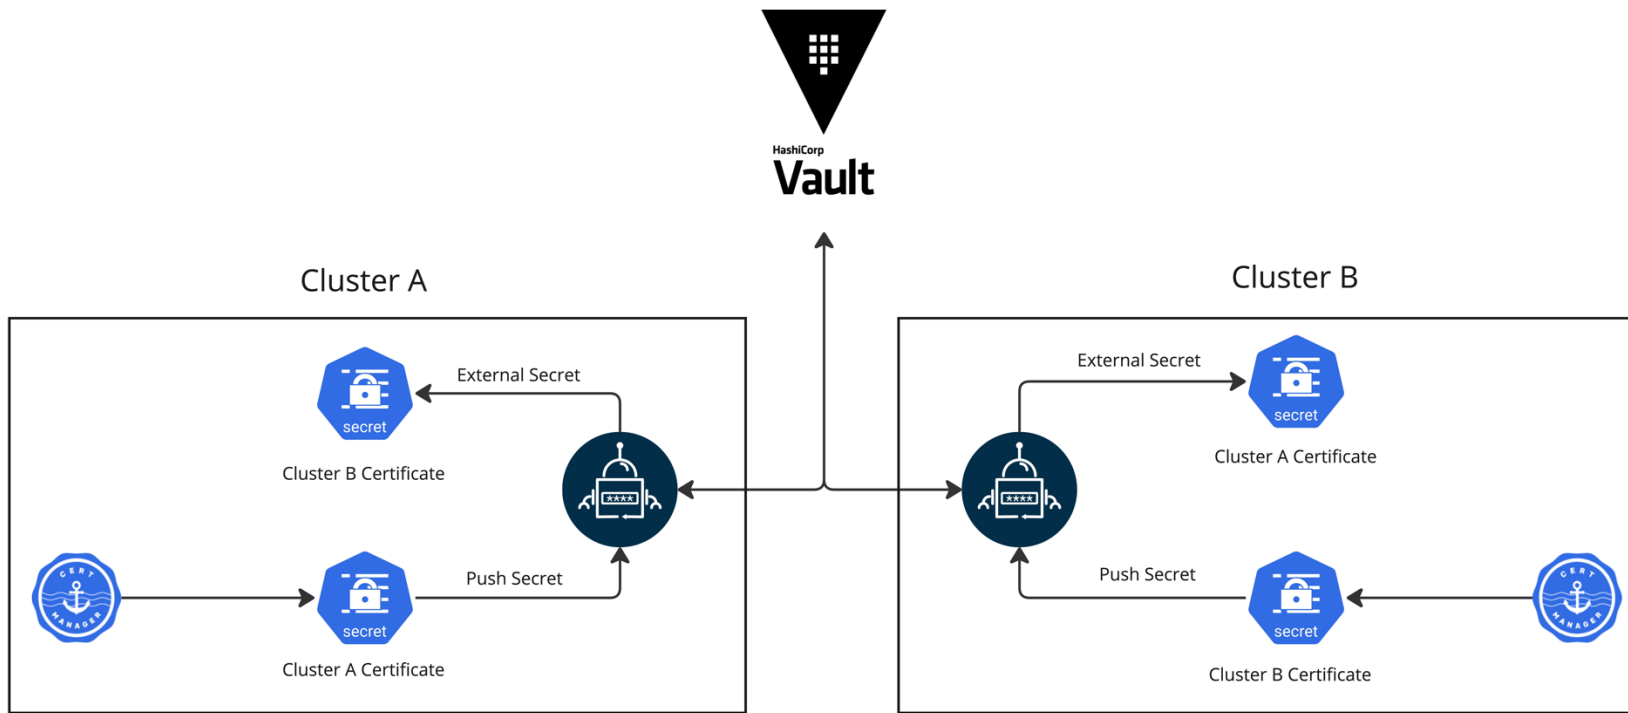 HashiCorp
Vault
Cluster A
Cluster B
External Secret
secret
Cluster B Certificate
****
CERT
MANAGER
secret
Push Secret
Cluster A Certificate
External Secret
secret
Cluster A Certificate
****
Push Secret
secret
Cluster B Certificate
CERT
MANAGER